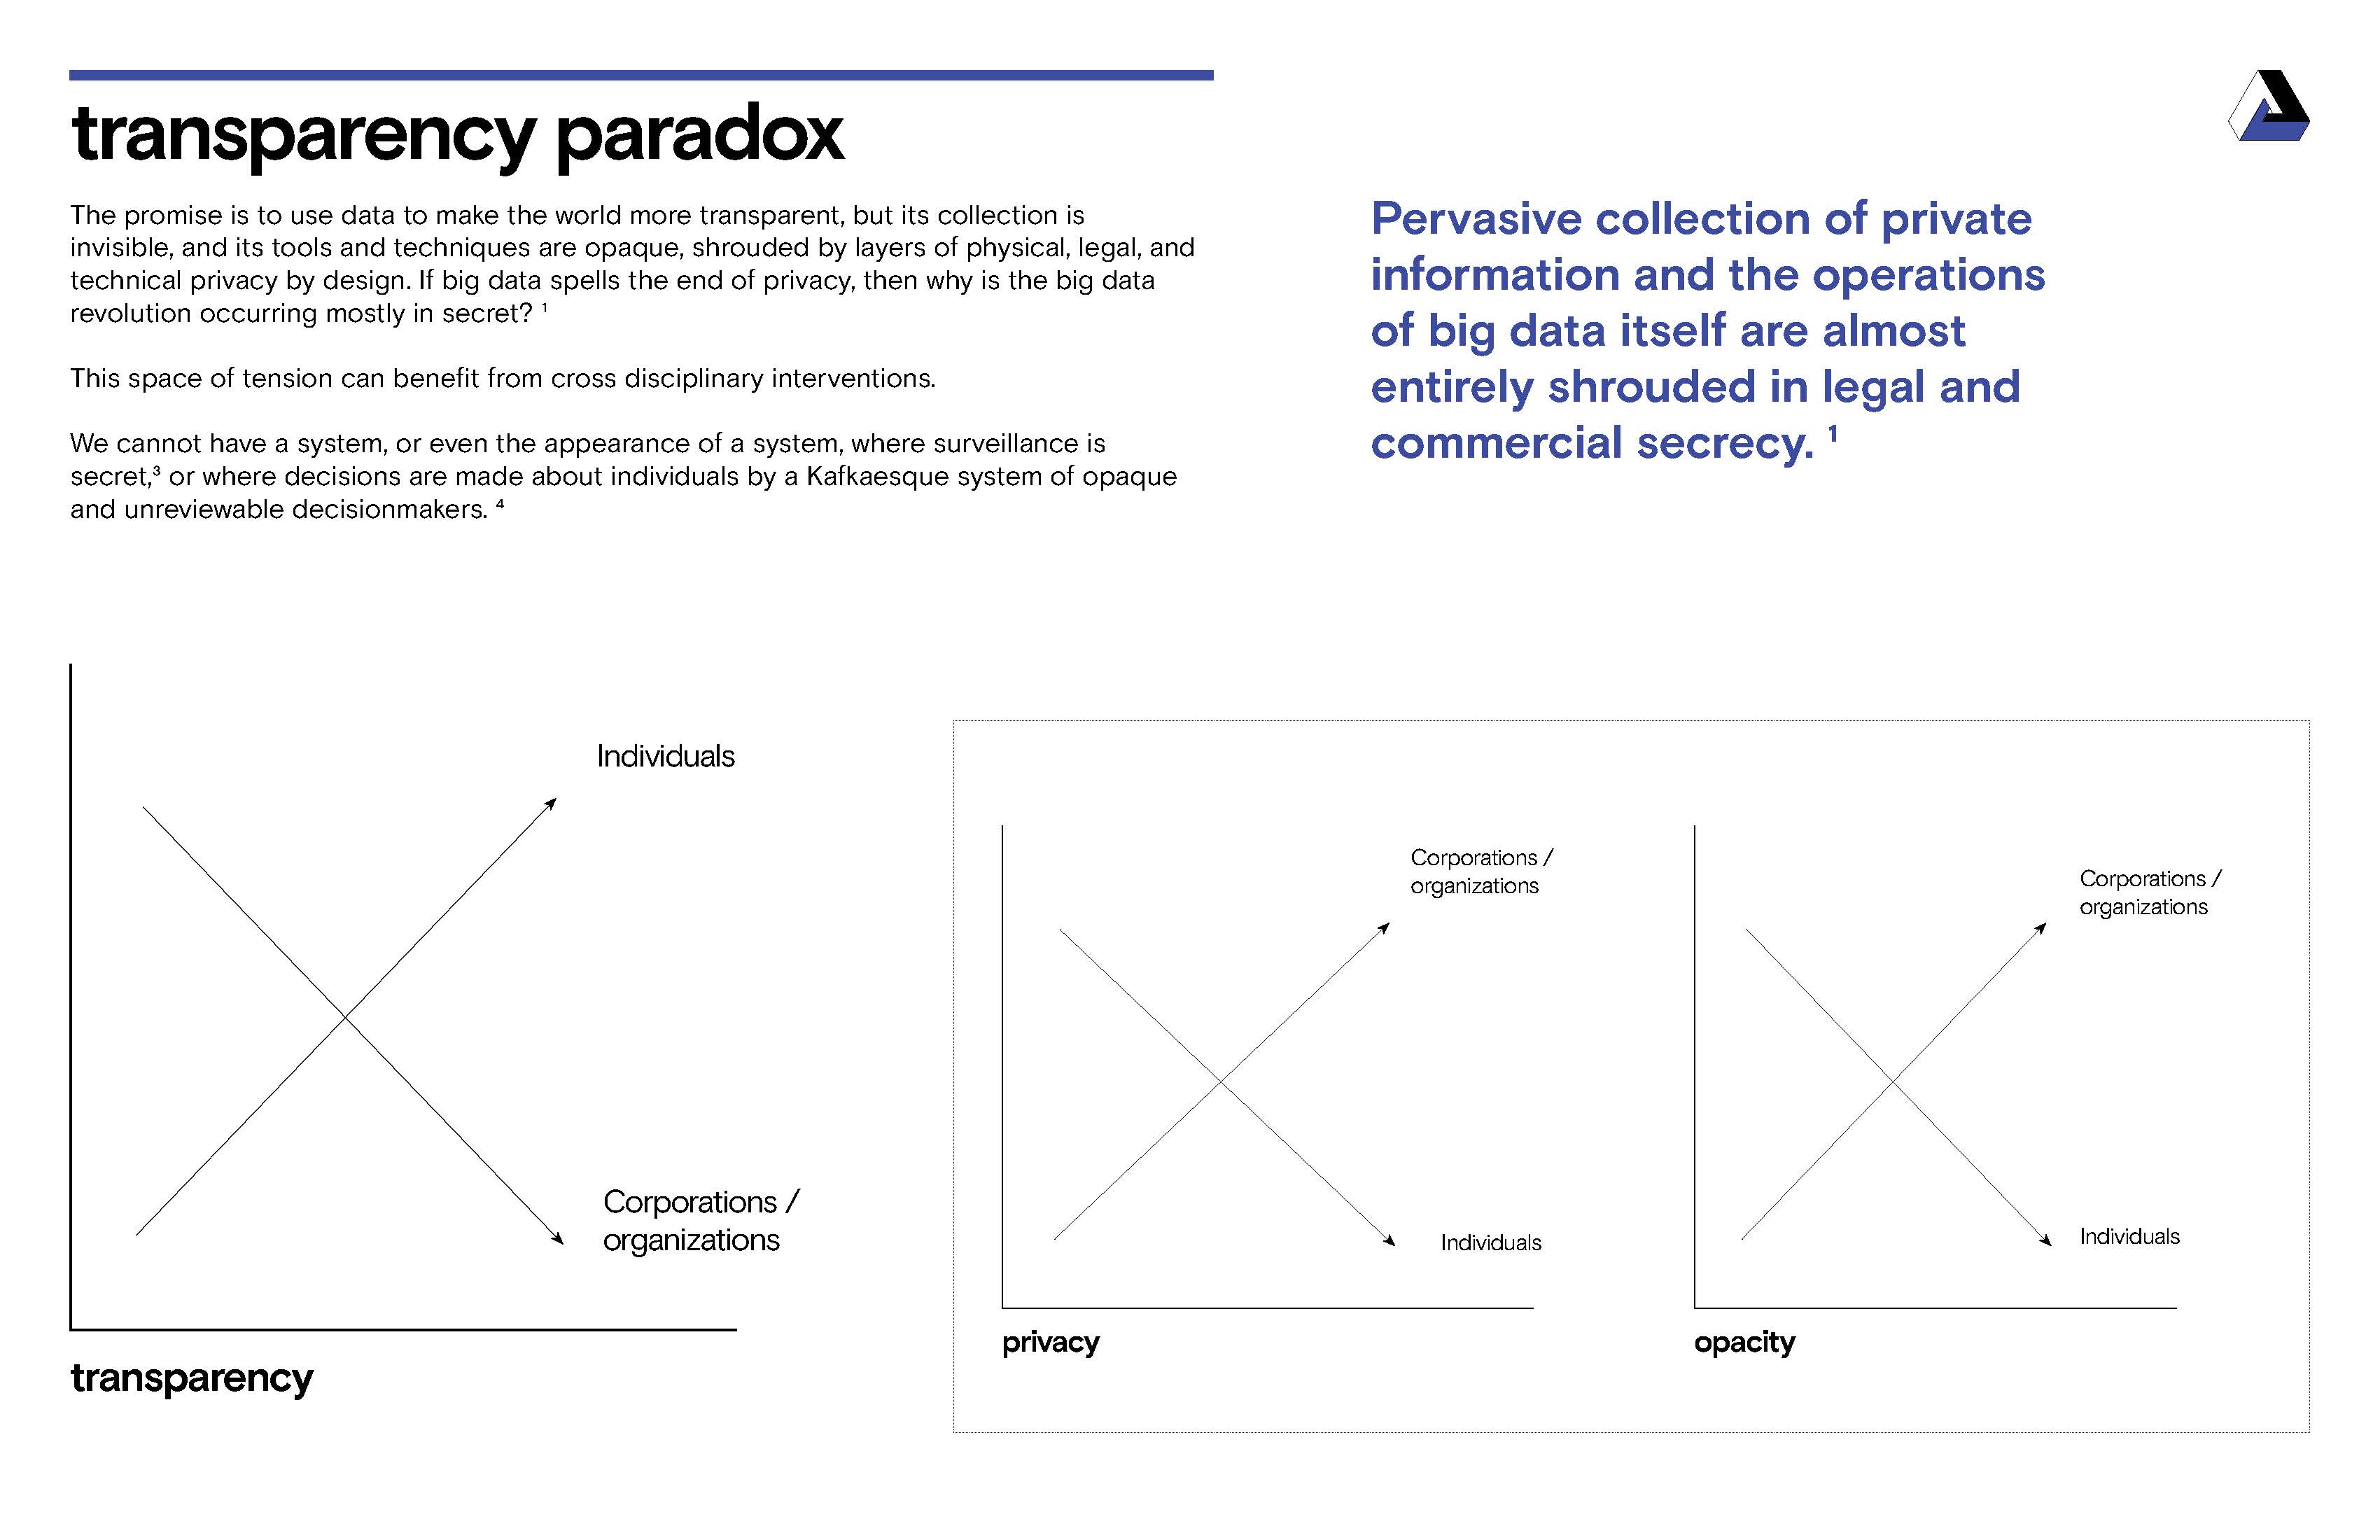 transparency paradox
The promise is to use data to make the world more transparent, but its collection is
invisible, and its tools and techniques are opaque, shrouded by layers of physical, legal, and
technical privacy by design. If big data spells the end of privacy, then why is the big data
revolution occurring mostly in secret? ¹
This space of tension can benefit from cross disciplinary interventions.
We cannot have a system, or even the appearance of a system, where surveillance is
secret,³ or where decisions are made about individuals by a Kafkaesque system of opaque
and unreviewable decisionmakers. ⁴
Pervasive collection of private
information and the operations
of big data itself are almost
entirely shrouded in legal and
commercial secrecy. ¹
Individuals
Corporations /
organizations
transparency
Corporations /
organizations
Individuals
privacy
Corporations /
organizations
Individuals
opacity